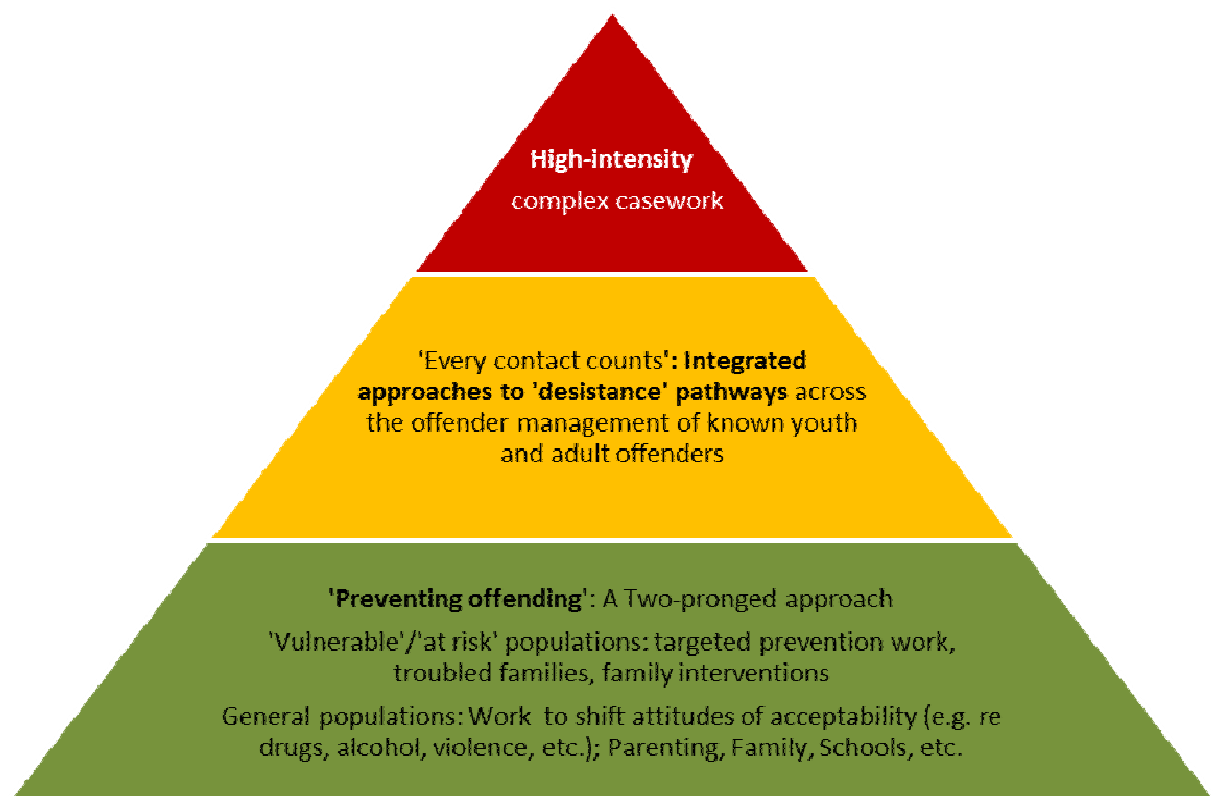 High-intensity
complex casework
'Every contact counts': Integrated
approaches to 'desistance' pathways across
the offender management of known youth
and adult offenders
'Preventing offending': A Two-pronged approach
'Vulnerable'/'at risk' populations: targeted prevention work,
troubled families, family interventions
General populations: Work to shift attitudes of acceptability (e.g. re
drugs, alcohol, violence, etc.); Parenting, Family, Schools, etc.